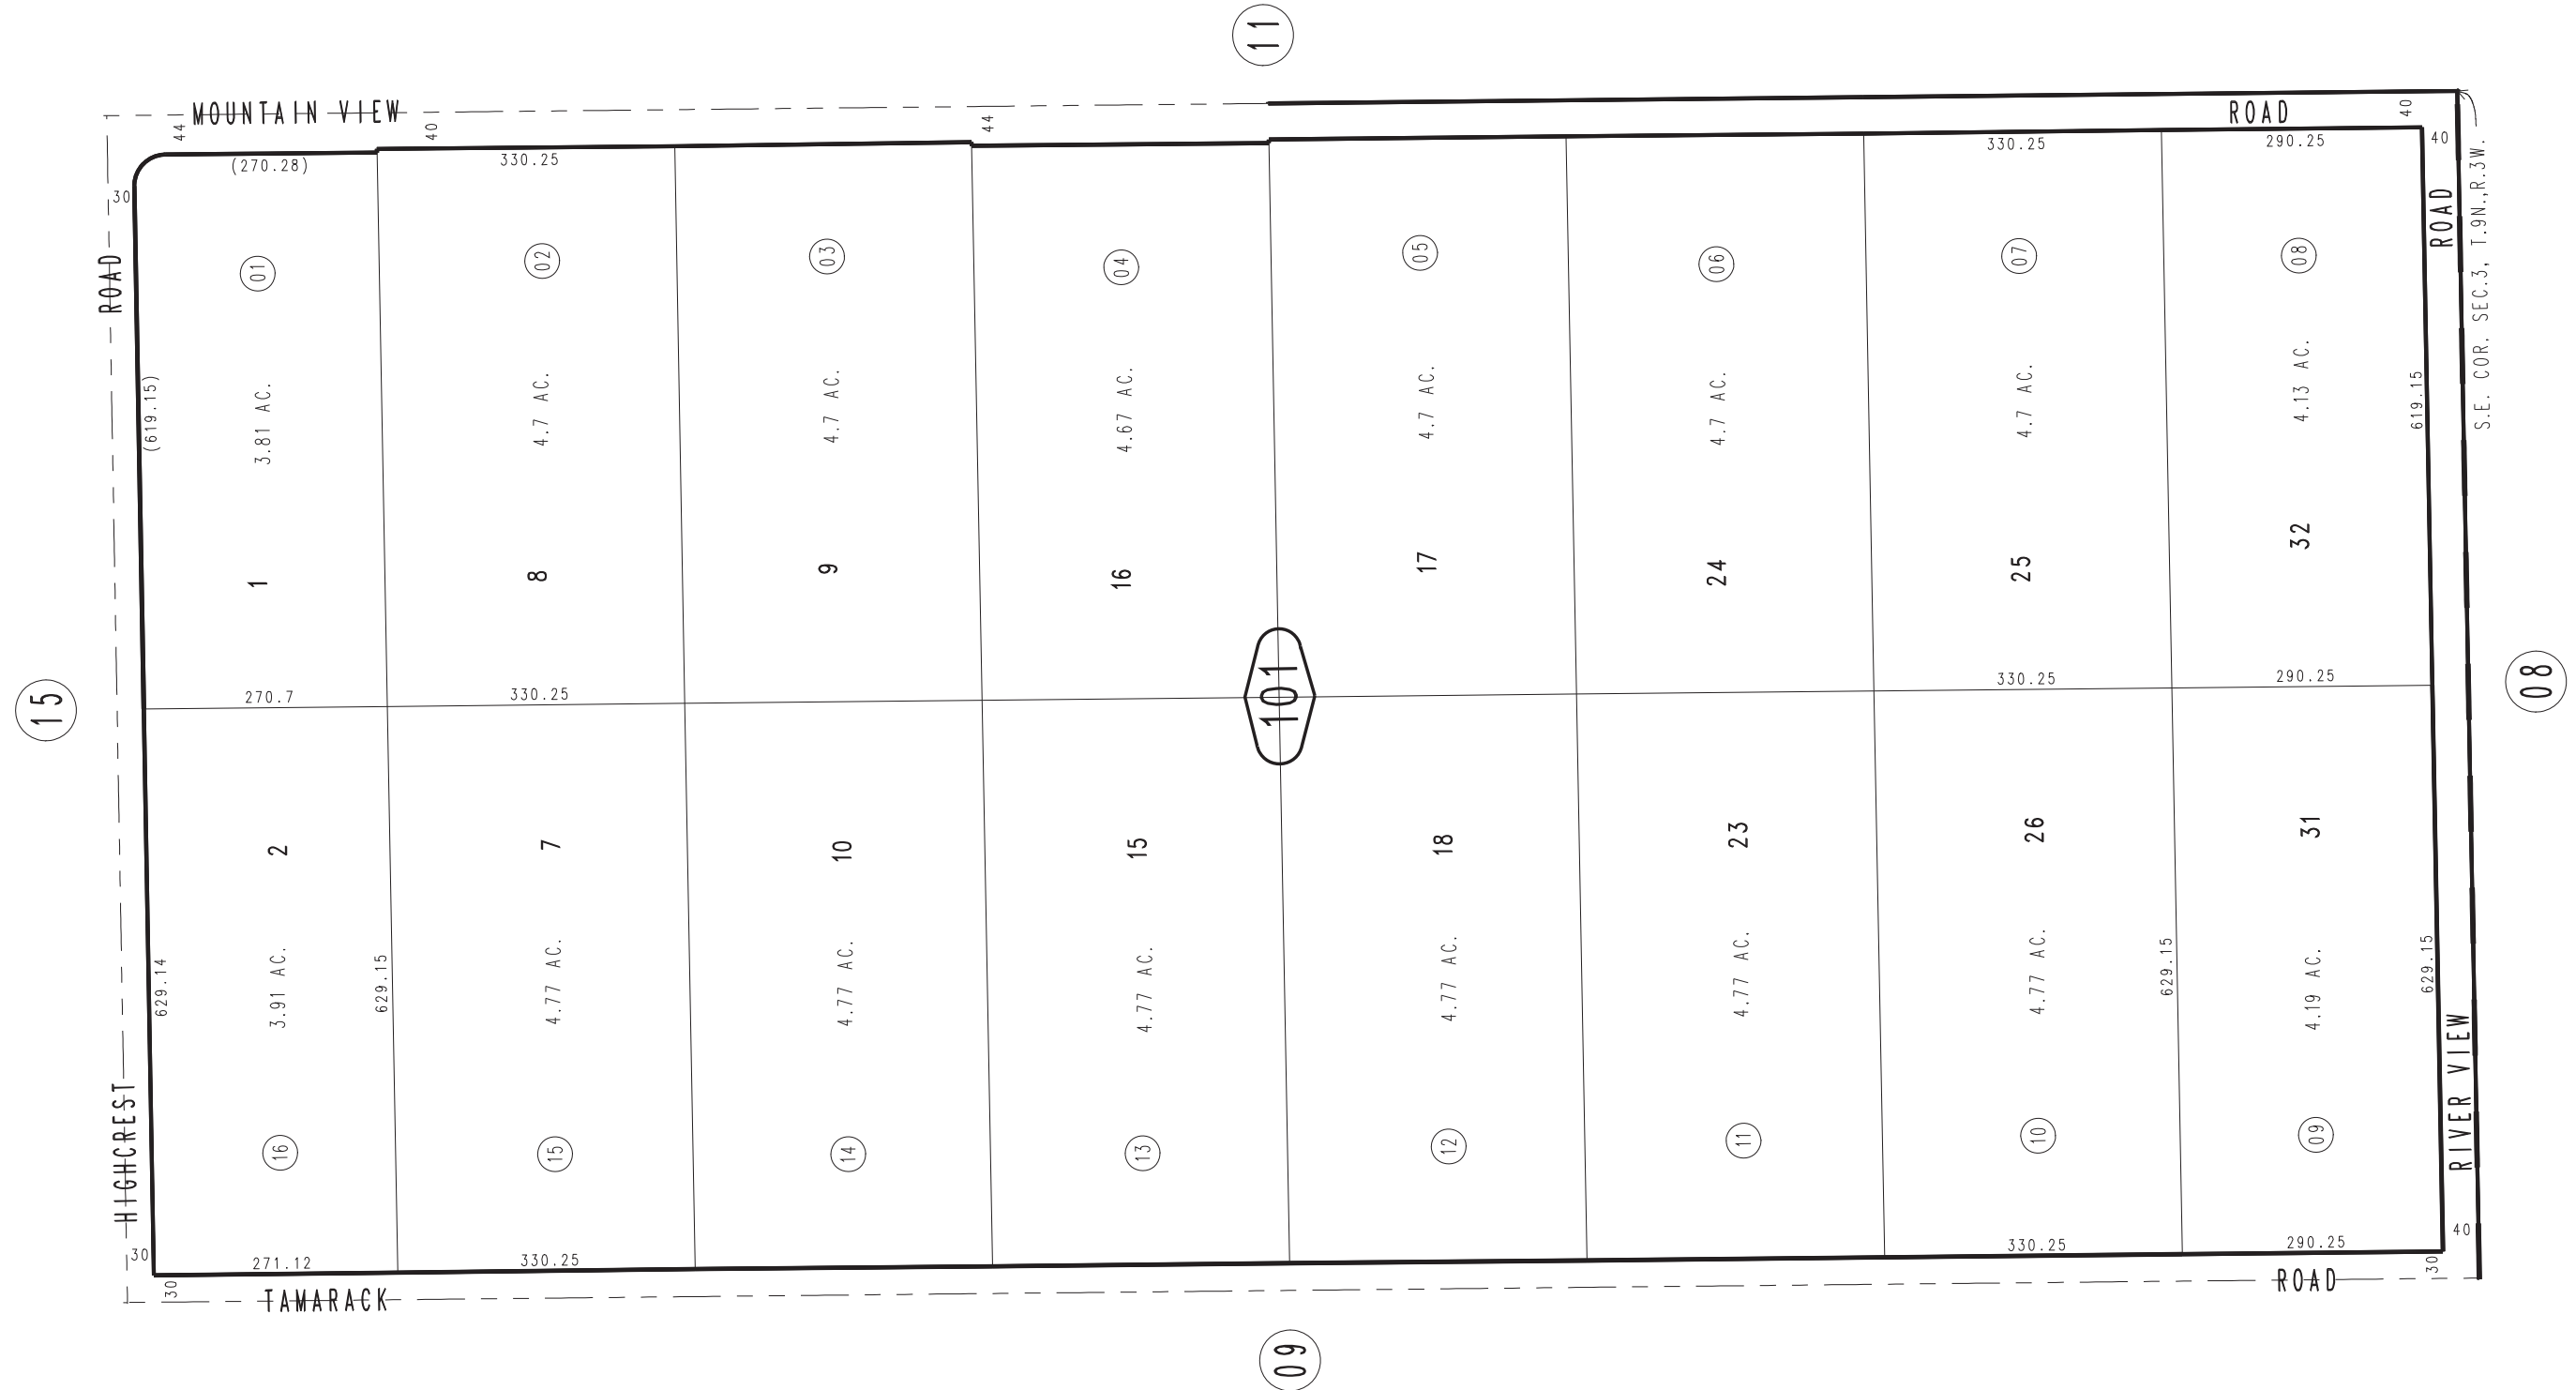 11
MOUNTAIN VIEW
ROAD
44
40
44
40
40
(270.28)
330.25
330.25
290.25
30
ROAD
ROAD
S.E. COR. SEC.3, T.9N.,R.3W.
01
02
03
04
05
06
07
08
(619.15)
3.81 AC.
4.7 AC.
4.7 AC.
4.67 AC.
4.7 AC.
4.7 AC.
4.7 AC.
4.13 AC.
619.15
1
8
9
16
17
24
25
32
15
270.7
330.25
101
330.25
290.25
08
2
7
10
15
18
23
26
31
629.14
3.91 AC.
629.15
4.77 AC.
4.77 AC.
4.77 AC.
4.77 AC.
4.77 AC.
4.77 AC.
629.15
4.19 AC.
629.15
HIGHCREST
RIVER VIEW
16
15
14
13
12
11
10
09
30
271.12
330.25
330.25
290.25
40
30
30
TAMARACK
ROAD
09